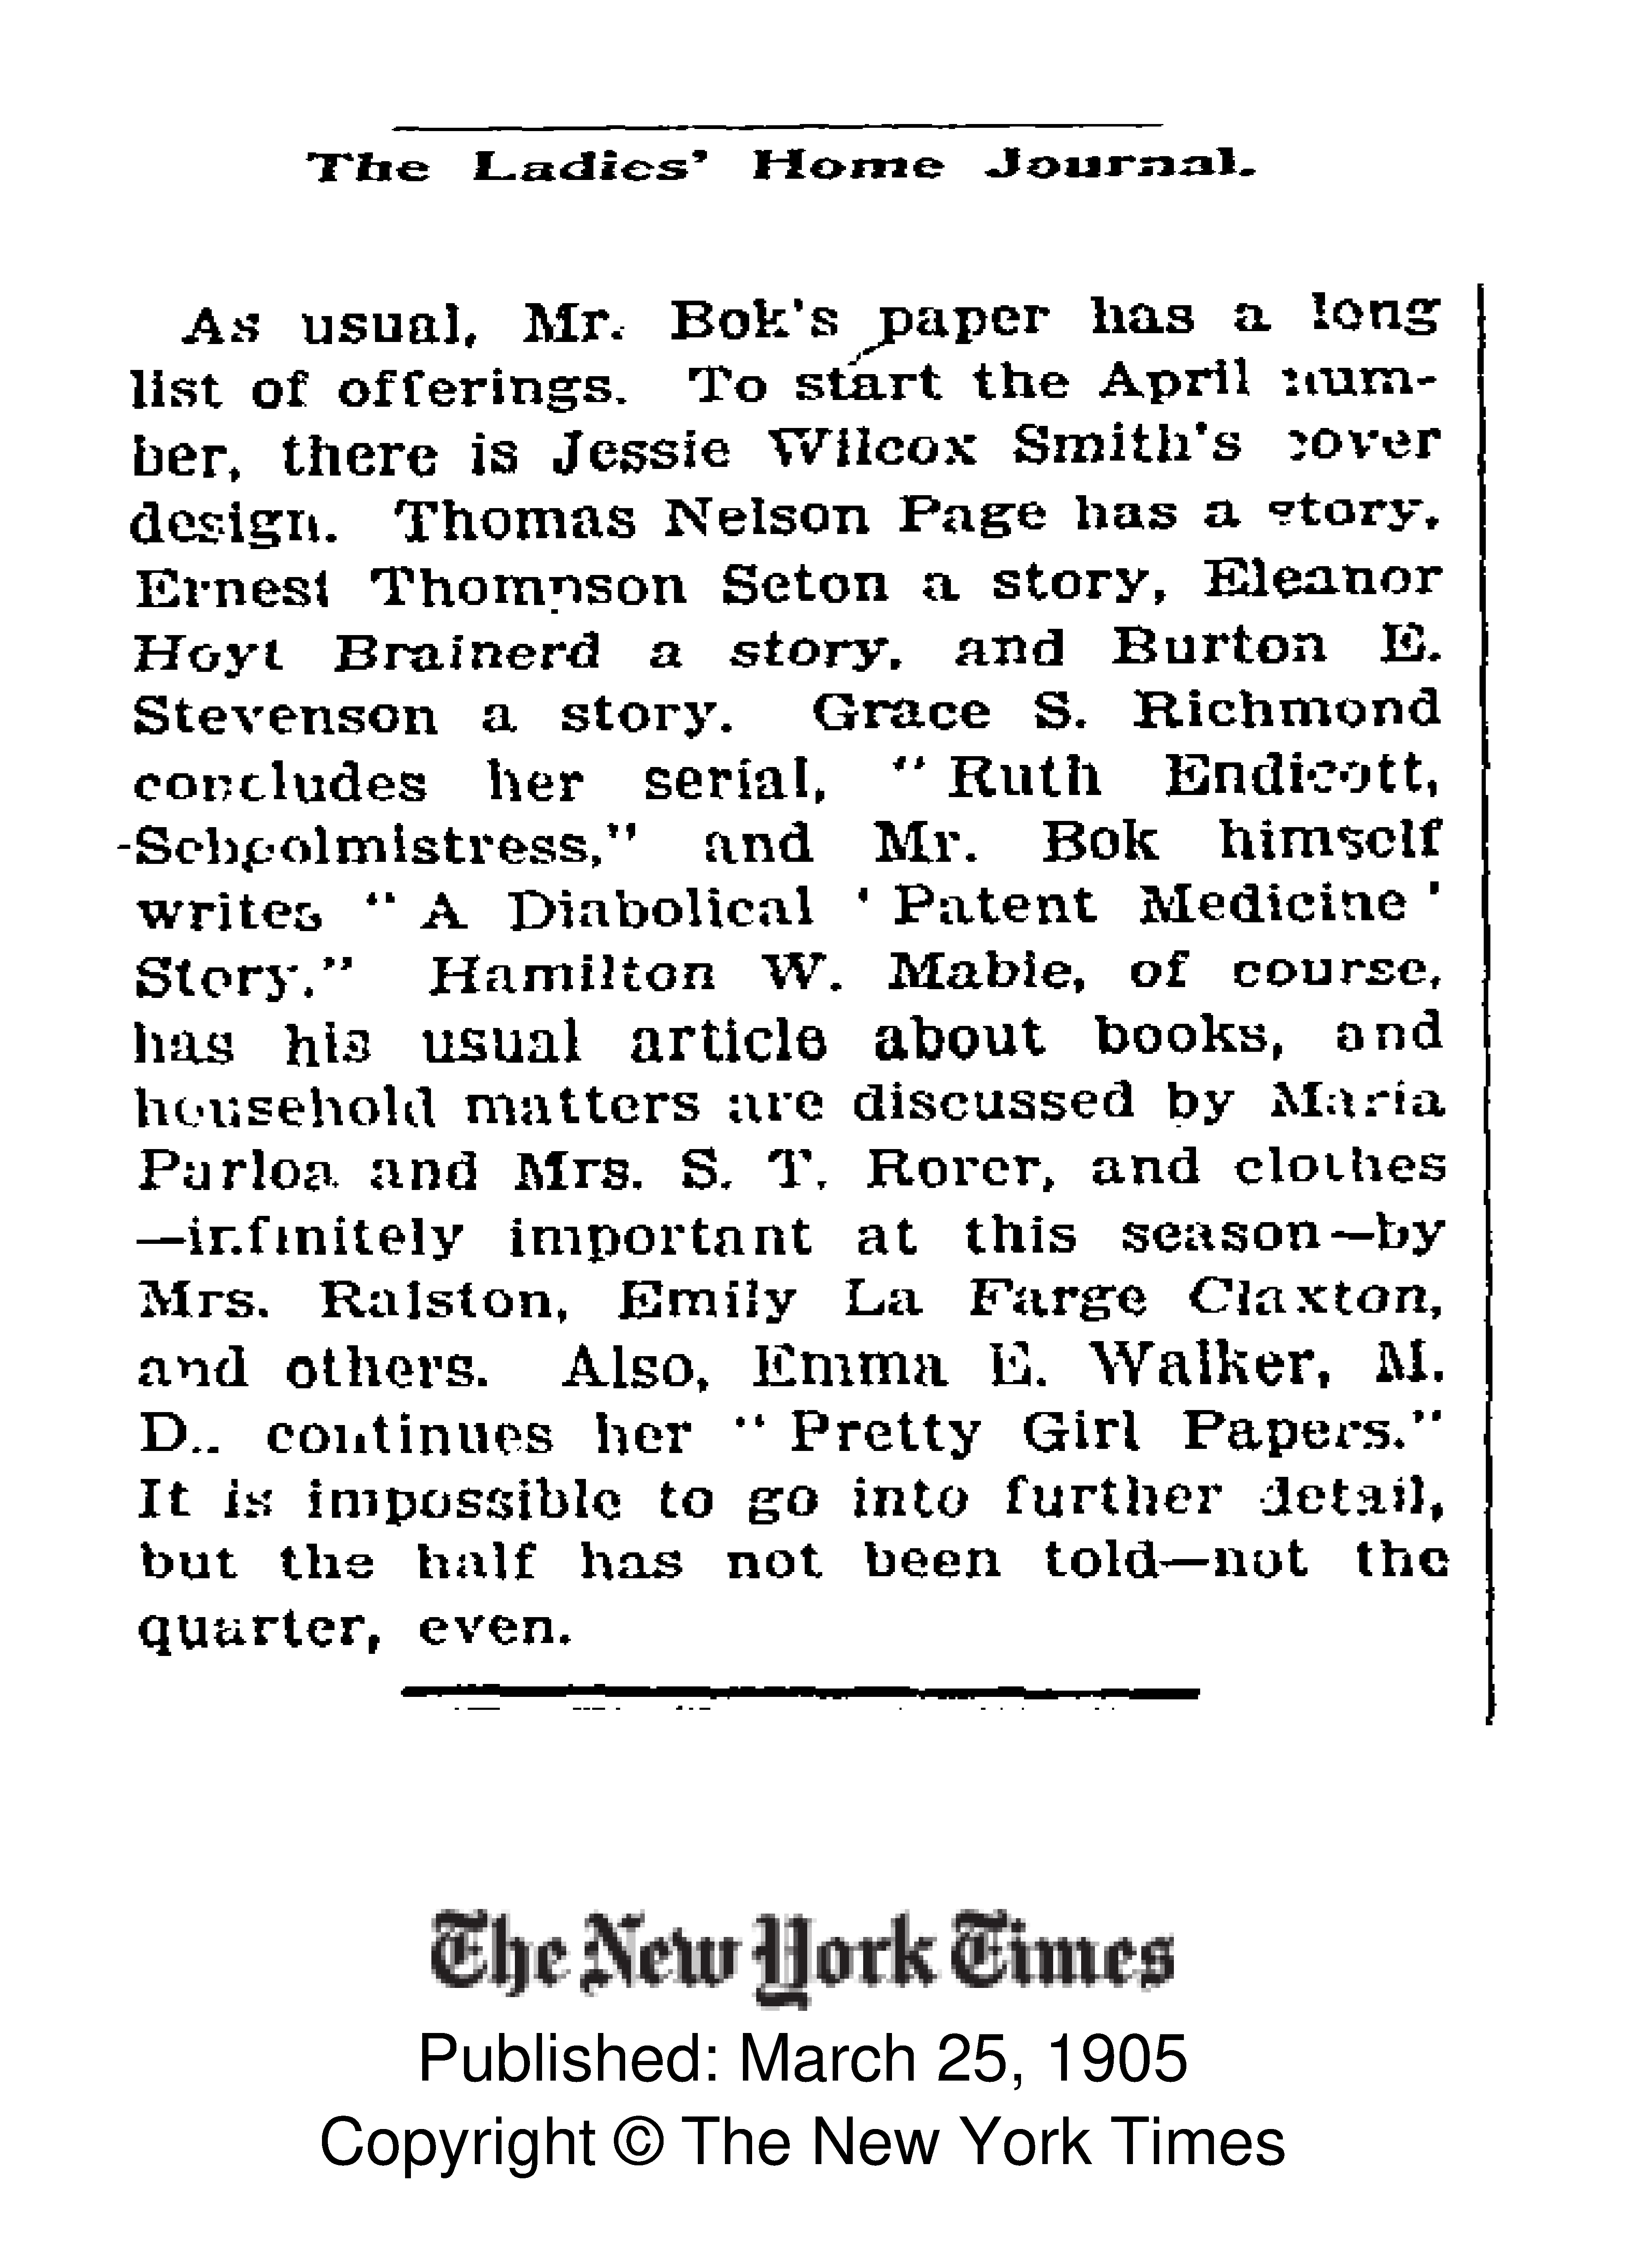 The Ladies' Home Journal.
As usual, Mr. Bok's paper has a long
list of offerings. To start the April num-
ber, there is Jessie Wilcox Smith's cover
design. Thomas Nelson Page has a story,
Ernest Thompson Seton a story, Eleanor
Hoyt Brainerd a story, and Burton E.
Stevenson a story. Grace S. Richmond
concludes her serial, "Ruth Endicott,
Schoolmistress," and Mr. Bok himself
writes "A Diabolical 'Patent Medicine'
Story." Hamilton W. Mabie, of course,
has his usual article about books, and
household matters are discussed by Maria
Parloa and Mrs. S. T. Rorer, and clothes
—infinitely important at this season—by
Mrs. Ralston, Emily La Farge Claxton,
and others. Also, Emma E. Walker, M.
D., continues her "Pretty Girl Papers."
It is impossible to go into further detail,
but the half has not been told—not the
quarter, even.
The New York Times
Published: March 25, 1905
Copyright © The New York Times